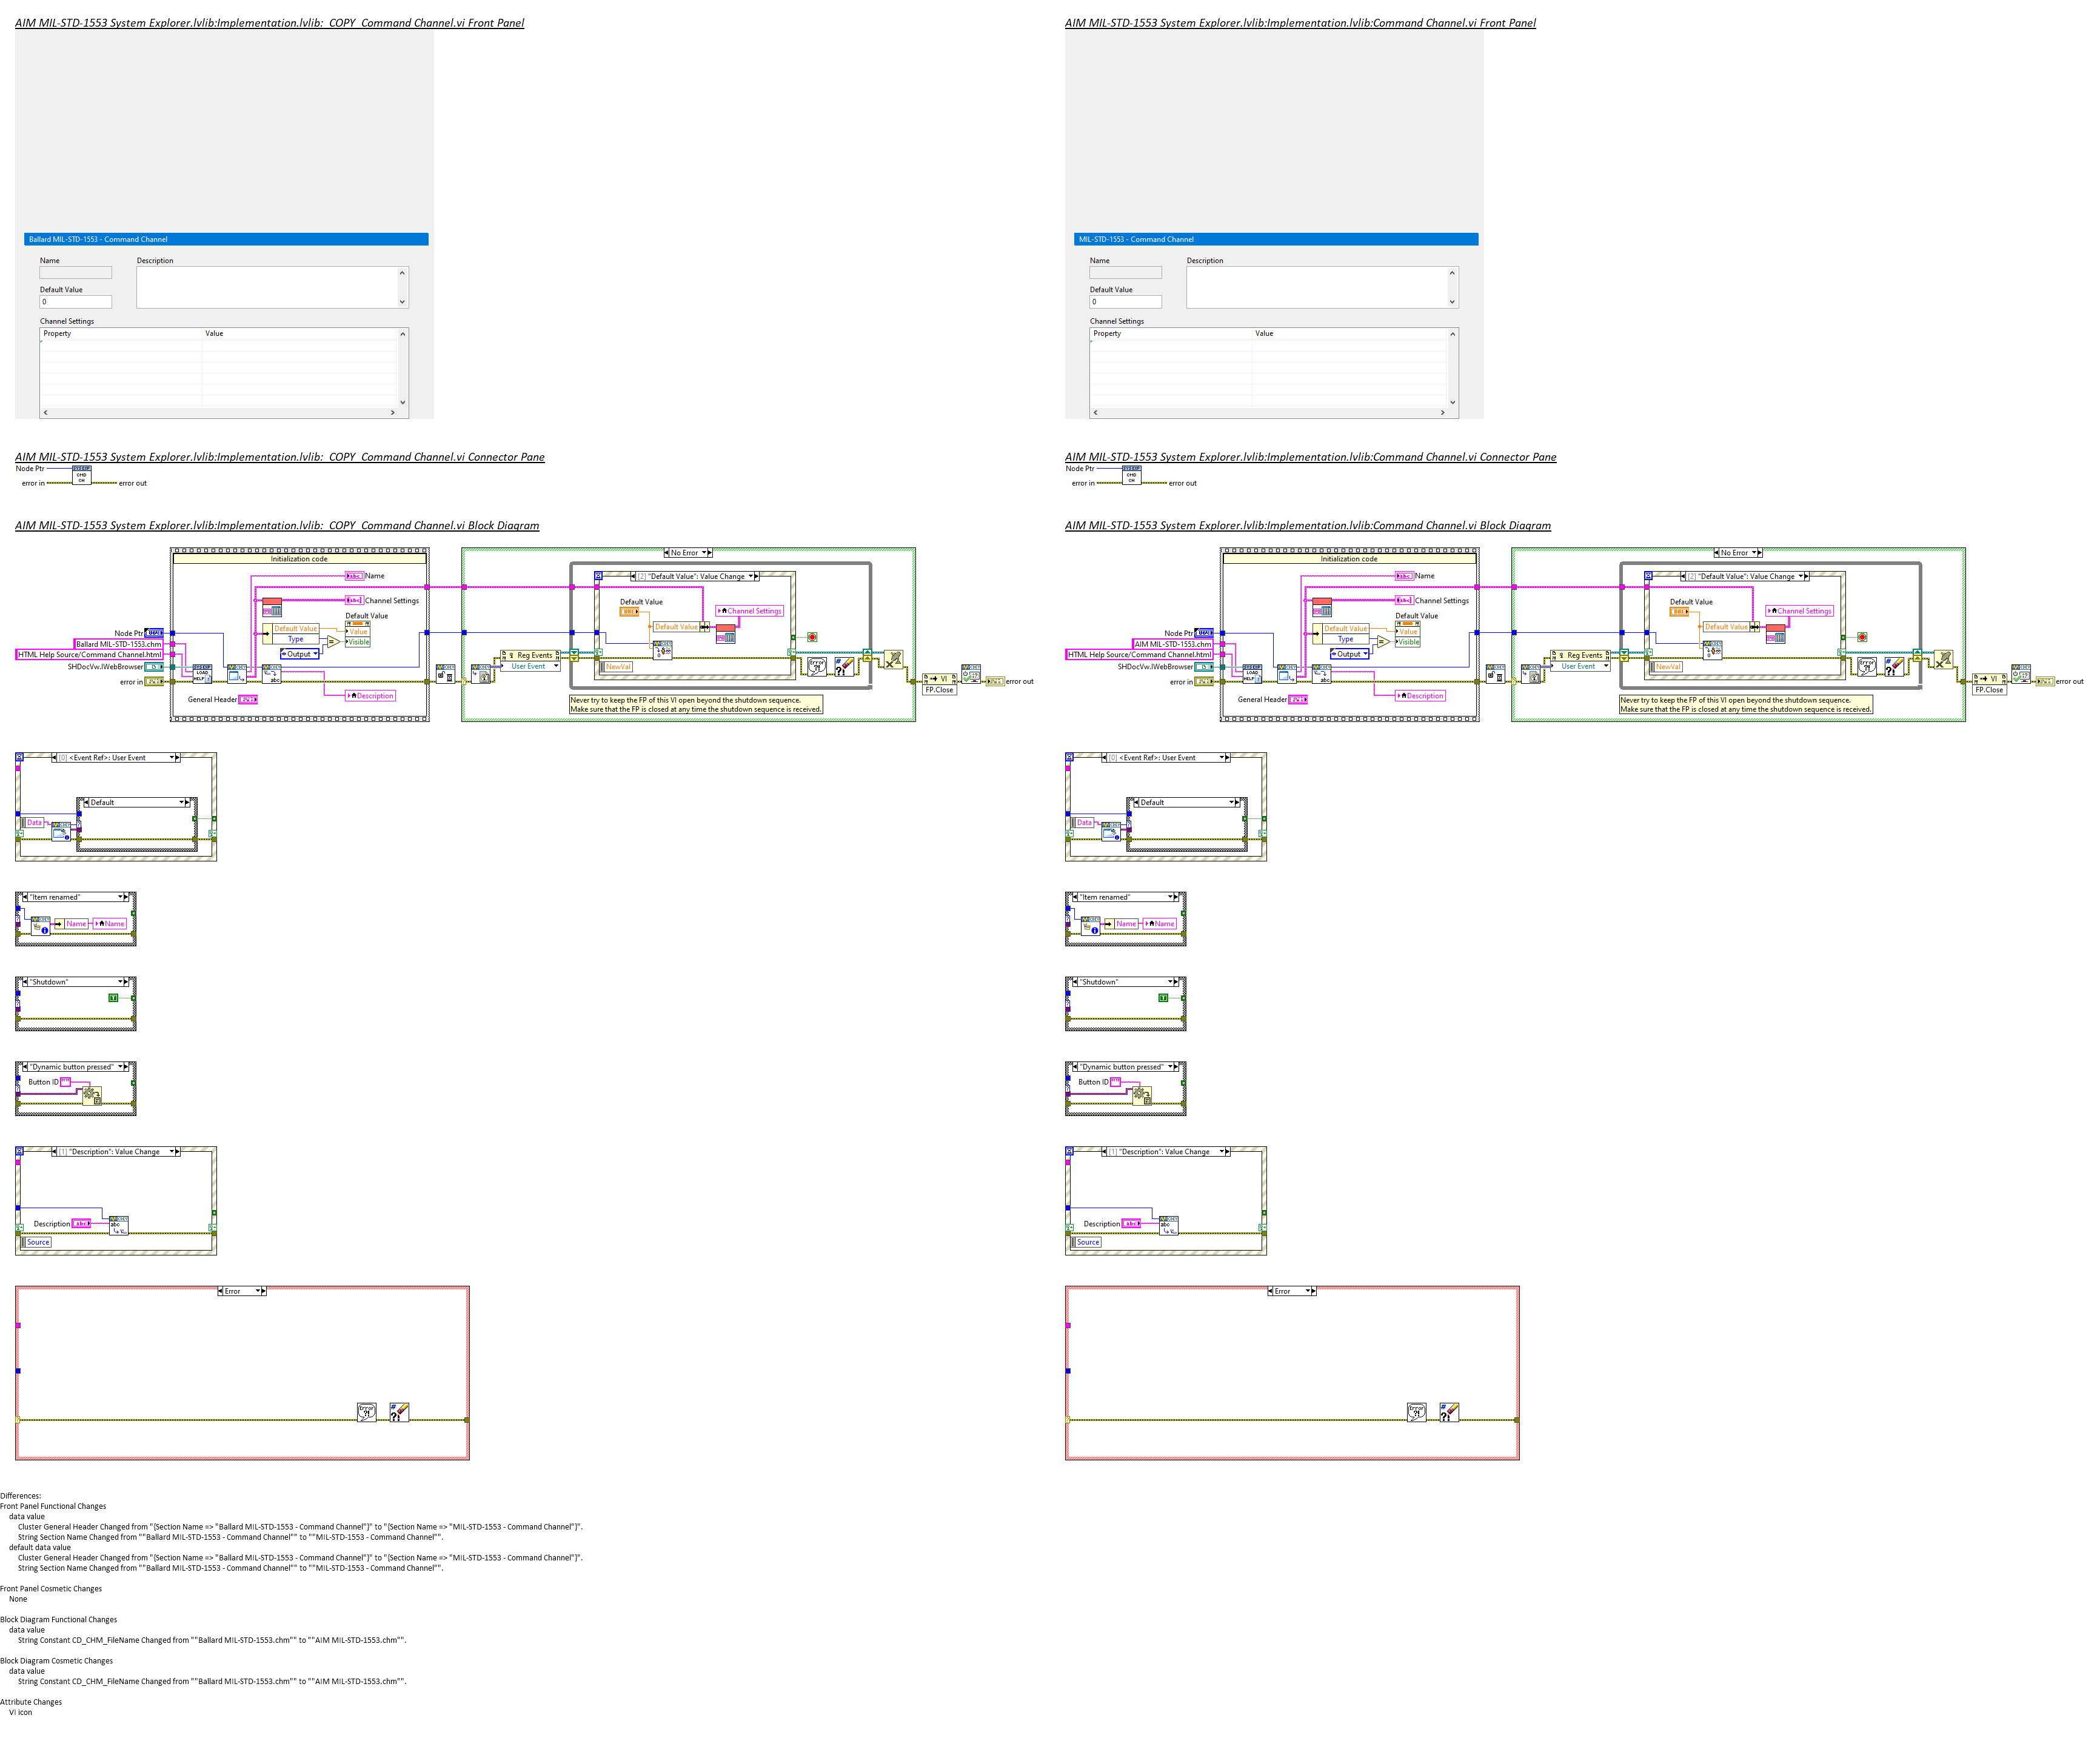 AIM MIL-STD-1553 System Explorer.lvlib:Implementation.lvlib:_COPY_Command Channel.vi Front Panel
Ballard MIL-STD-1553 - Command Channel
Name
Description
Default Value
0
Channel Settings
Property Value
AIM MIL-STD-1553 System Explorer.lvlib:Implementation.lvlib:_COPY_Command Channel.vi Connector Pane
Node Ptr
CMD
CH
error in
error out
AIM MIL-STD-1553 System Explorer.lvlib:Implementation.lvlib:_COPY_Command Channel.vi Block Diagram
Initialization code
Name
Channel Settings
Default Value
Default Value
Value
Type
Visible
Output
Node Ptr
Ballard MIL-STD-1553.chm
HTML Help Source/Command Channel.html
SHDocVw.IWebBrowser
error in
LOAD
HELP
abc
General Header
Description
No Error
[2] "Default Value": Value Change
Default Value
DBL
Default Value
Channel Settings
NewVal
Reg Events
User Event
Error
?!
Never try to keep the FP of this VI open beyond the shutdown sequence.
Make sure that the FP is closed at any time the shutdown sequence is received.
VI
FP.Close
error out
[0] <Event Ref>: User Event
Default
Data
"Item renamed"
Name
Name
"Shutdown"
"Dynamic button pressed"
Button ID
[1] "Description": Value Change
Description
abc
Source
Error
Error
?!
AIM MIL-STD-1553 System Explorer.lvlib:Implementation.lvlib:Command Channel.vi Front Panel
MIL-STD-1553 - Command Channel
Name
Description
Default Value
0
Channel Settings
Property Value
AIM MIL-STD-1553 System Explorer.lvlib:Implementation.lvlib:Command Channel.vi Connector Pane
Node Ptr
CMD
CH
error in
error out
AIM MIL-STD-1553 System Explorer.lvlib:Implementation.lvlib:Command Channel.vi Block Diagram
Initialization code
Name
Channel Settings
Default Value
Default Value
Value
Type
Visible
Output
Node Ptr
AIM MIL-STD-1553.chm
HTML Help Source/Command Channel.html
SHDocVw.IWebBrowser
error in
LOAD
HELP
abc
General Header
Description
No Error
[2] "Default Value": Value Change
Default Value
DBL
Default Value
Channel Settings
NewVal
Reg Events
User Event
Error
?!
Never try to keep the FP of this VI open beyond the shutdown sequence.
Make sure that the FP is closed at any time the shutdown sequence is received.
VI
FP.Close
error out
[0] <Event Ref>: User Event
Default
Data
"Item renamed"
Name
Name
"Shutdown"
"Dynamic button pressed"
Button ID
[1] "Description": Value Change
Description
abc
Source
Error
Error
?!
Differences:
Front Panel Functional Changes
data value
Cluster General Header Changed from "{Section Name => "Ballard MIL-STD-1553 - Command Channel"}" to "{Section Name => "MIL-STD-1553 - Command Channel"}".
String Section Name Changed from ""Ballard MIL-STD-1553 - Command Channel"" to ""MIL-STD-1553 - Command Channel"".
default data value
Cluster General Header Changed from "{Section Name => "Ballard MIL-STD-1553 - Command Channel"}" to "{Section Name => "MIL-STD-1553 - Command Channel"}".
String Section Name Changed from ""Ballard MIL-STD-1553 - Command Channel"" to ""MIL-STD-1553 - Command Channel"".
Front Panel Cosmetic Changes
None
Block Diagram Functional Changes
data value
String Constant CD_CHM_FileName Changed from ""Ballard MIL-STD-1553.chm"" to ""AIM MIL-STD-1553.chm"".
Block Diagram Cosmetic Changes
data value
String Constant CD_CHM_FileName Changed from ""Ballard MIL-STD-1553.chm"" to ""AIM MIL-STD-1553.chm"".
Attribute Changes
VI icon